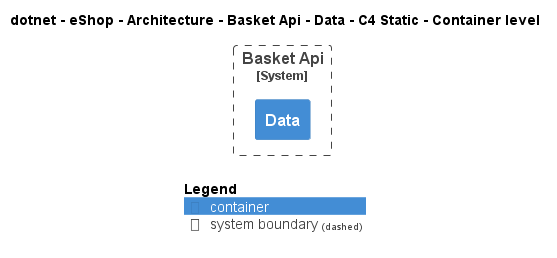 dotnet - eShop - Architecture - Basket Api - Data - C4 Static - Container level
Basket Api
[System]
Data
Legend
container
system boundary (dashed)